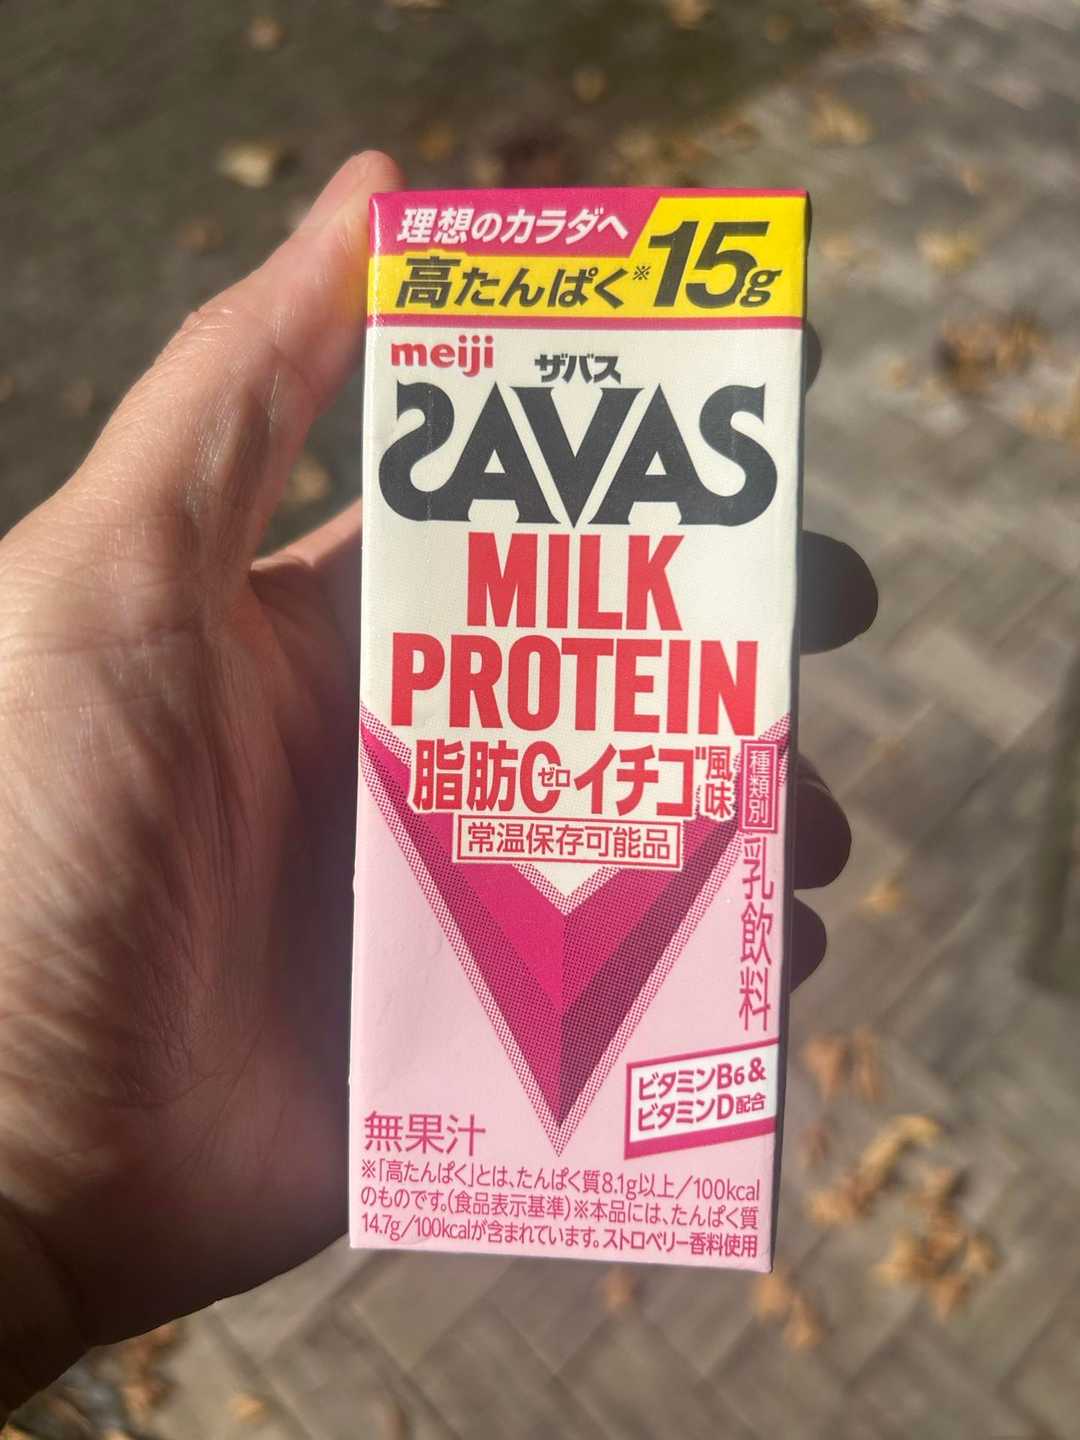 理想のカラダへ
高たんぱく※15g
meiji
ザバス
SAVAS
MILK
PROTEIN
脂肪0ゼロイチゴ風味
常温保存可能品
種類別
乳飲料
ビタミンB6&
ビタミンD配合
無果汁
※「高たんぱく」とは、たんぱく質8.1g以上/100kcal
のものです。(食品表示基準)※本品には、たんぱく質
14.7g/100kcalが含まれています。ストロベリー香料使用